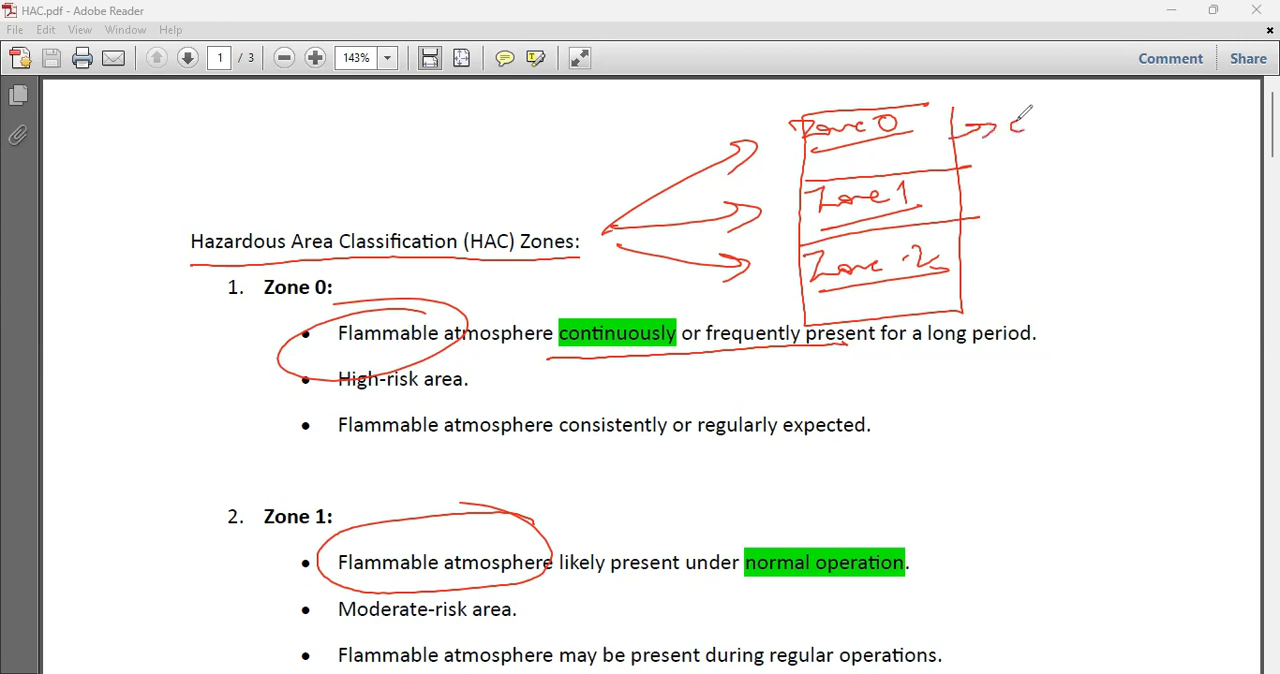 HAC.pdf - Adobe Reader
File Edit View Window Help
1 / 3 143% Comment Share
Zone 0
Zone 1
Zone -2
Hazardous Area Classification (HAC) Zones:
1. Zone 0:
• Flammable atmosphere continuously or frequently present for a long period.
• High-risk area.
• Flammable atmosphere consistently or regularly expected.
2. Zone 1:
• Flammable atmosphere likely present under normal operation.
• Moderate-risk area.
• Flammable atmosphere may be present during regular operations.